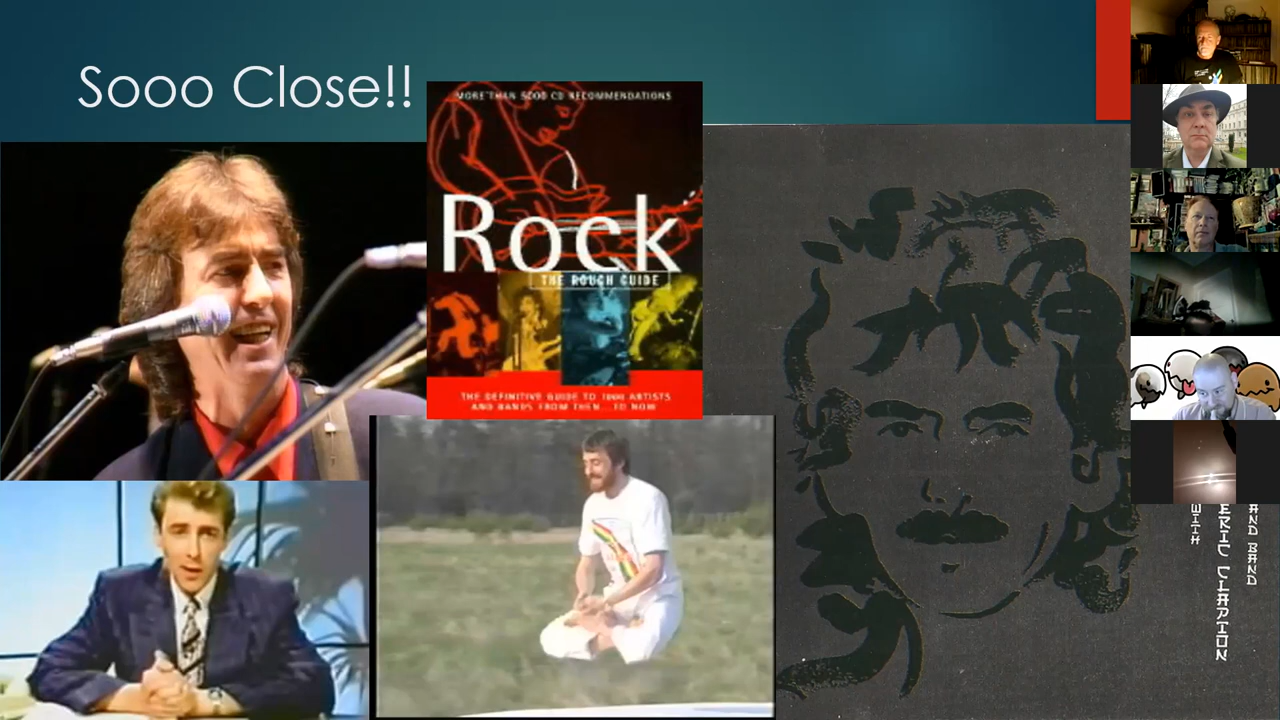 Sooo Close!!
MORE THAN 5000 CD RECOMMENDATIONS
Rock
THE ROUGH GUIDE
THE DEFINITIVE GUIDE TO 1000 ARTISTS
AND BANDS FROM THEN... TO NOW
AND BAND
ERIC CLAPTON
WITH